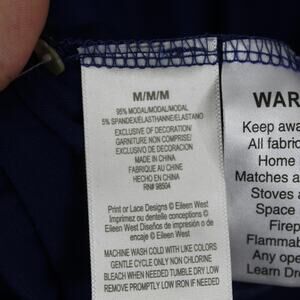 M/M/M
95% MODAL/MODAL/MODAL
5% SPANDEX/ELASTHANNE/ELASTANO
EXCLUSIVE OF DECORATION/
GARNITURE NON COMPRISE/
EXCLUSIVO DE DECORACIÓN
MADE IN CHINA
FABRIQUE AU CHINE
HECHO EN CHINA
RN# 98504
Print or Lace Designs © Eileen West
Imprimez ou dentelle conceptions ©
Eileen West Diseños de impresión o de
encaje © Eileen West
MACHINE WASH COLD WITH LIKE COLORS
GENTLE CYCLE ONLY NON CHLORINE
BLEACH WHEN NEEDED TUMBLE DRY LOW
REMOVE PROMPTLY LOW IRON IF NEEDED
WAR
Keep awa
All fabric
Home
Matches a
Stoves a
Space
Firep
Flammab
Any ope
Learn Dr